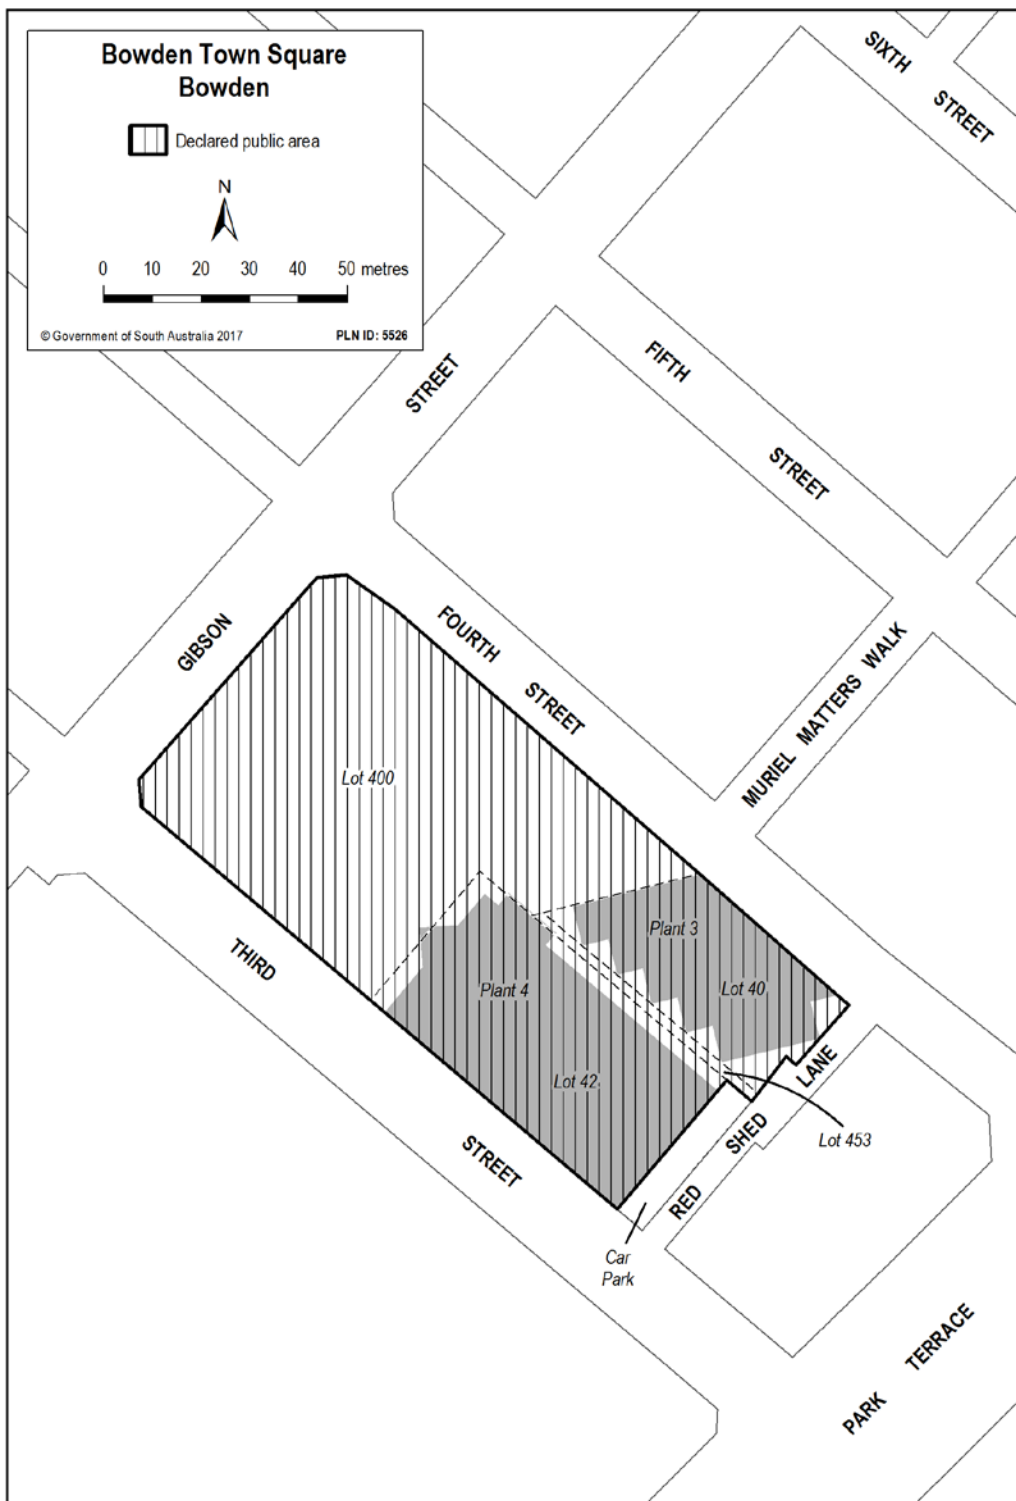 Bowden Town Square
Bowden
Declared public area
N
0 10 20 30 40 50 metres
© Government of South Australia 2017 PLN ID: 5526
SIXTH
STREET
STREET
FIFTH
STREET
GIBSON
FOURTH
STREET
MURIEL MATTERS WALK
Lot 400
THIRD
Plant 3
Plant 4
Lot 40
Lot 42
LANE
SHED
Lot 453
STREET
RED
Car
Park
TERRACE
PARK